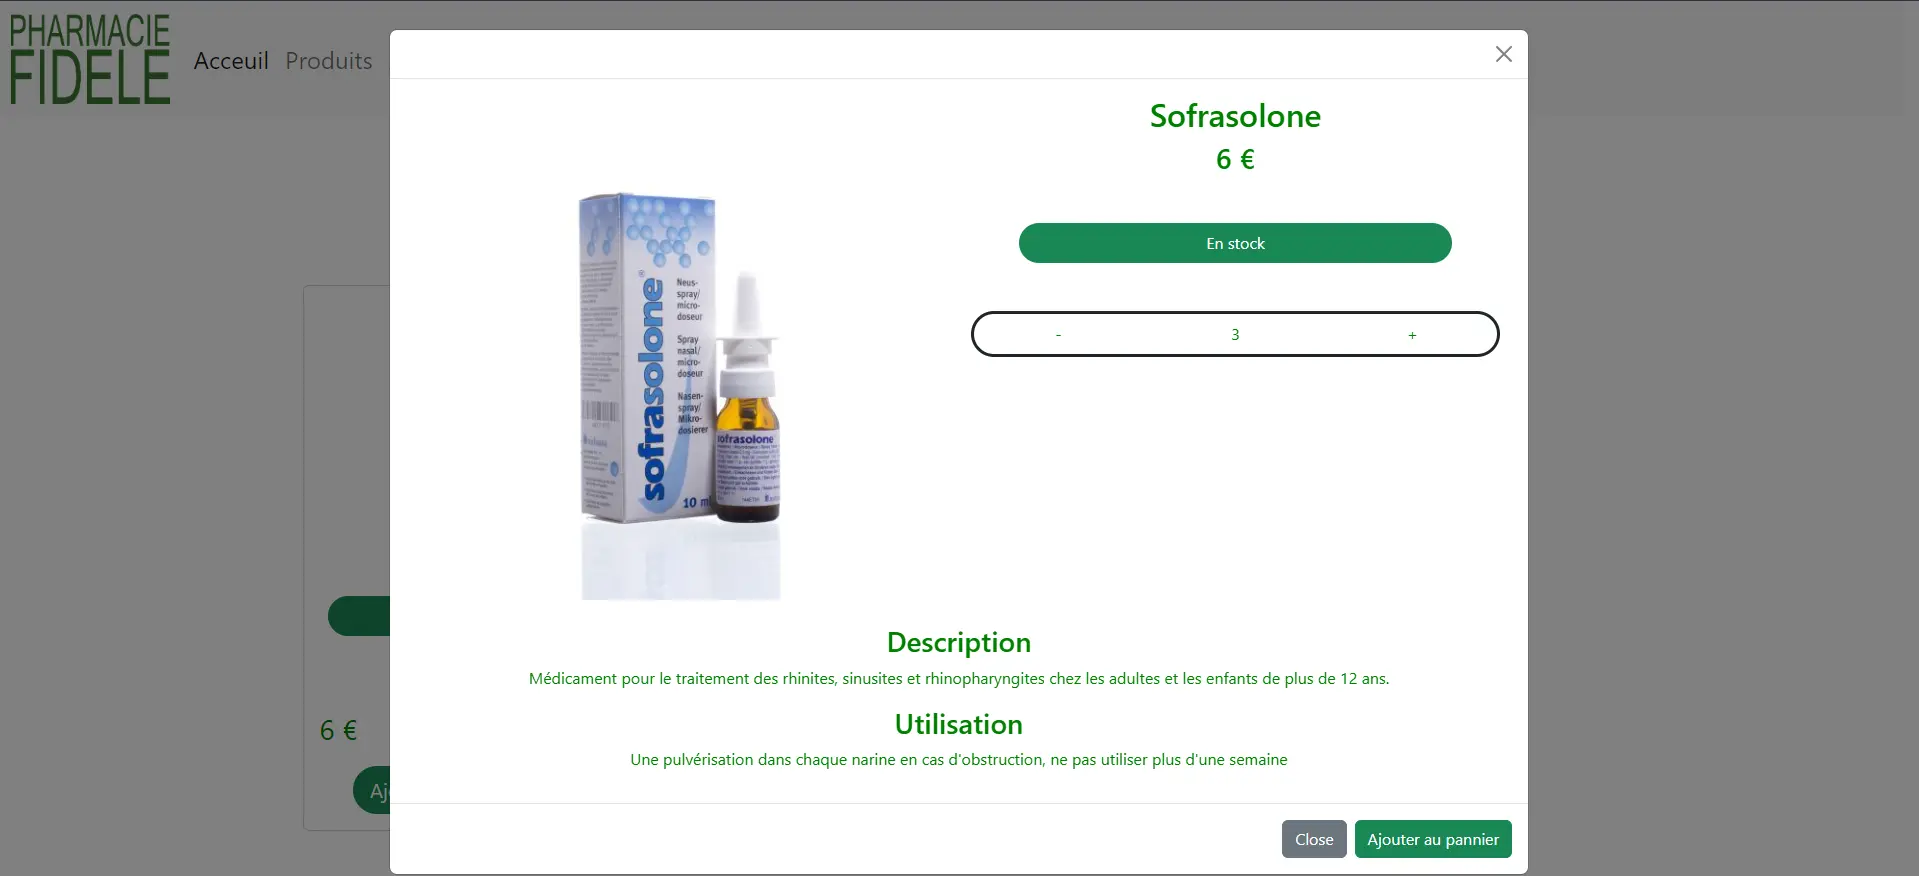 PHARMACIE
FIDELE
Acceuil Produits
Sofrasolone
6 €
En stock
- 3 +
sofrasolone®
Neus-
spray/
micro-
doseur
Spray
nasal/
micro-
doseur
Nasen-
spray/
Mikro-
dosierer
10 ml
sofrasolone
Description
Médicament pour le traitement des rhinites, sinusites et rhinopharyngites chez les adultes et les enfants de plus de 12 ans.
Utilisation
Une pulvérisation dans chaque narine en cas d'obstruction, ne pas utiliser plus d'une semaine
6 €
Aj
Close Ajouter au pannier